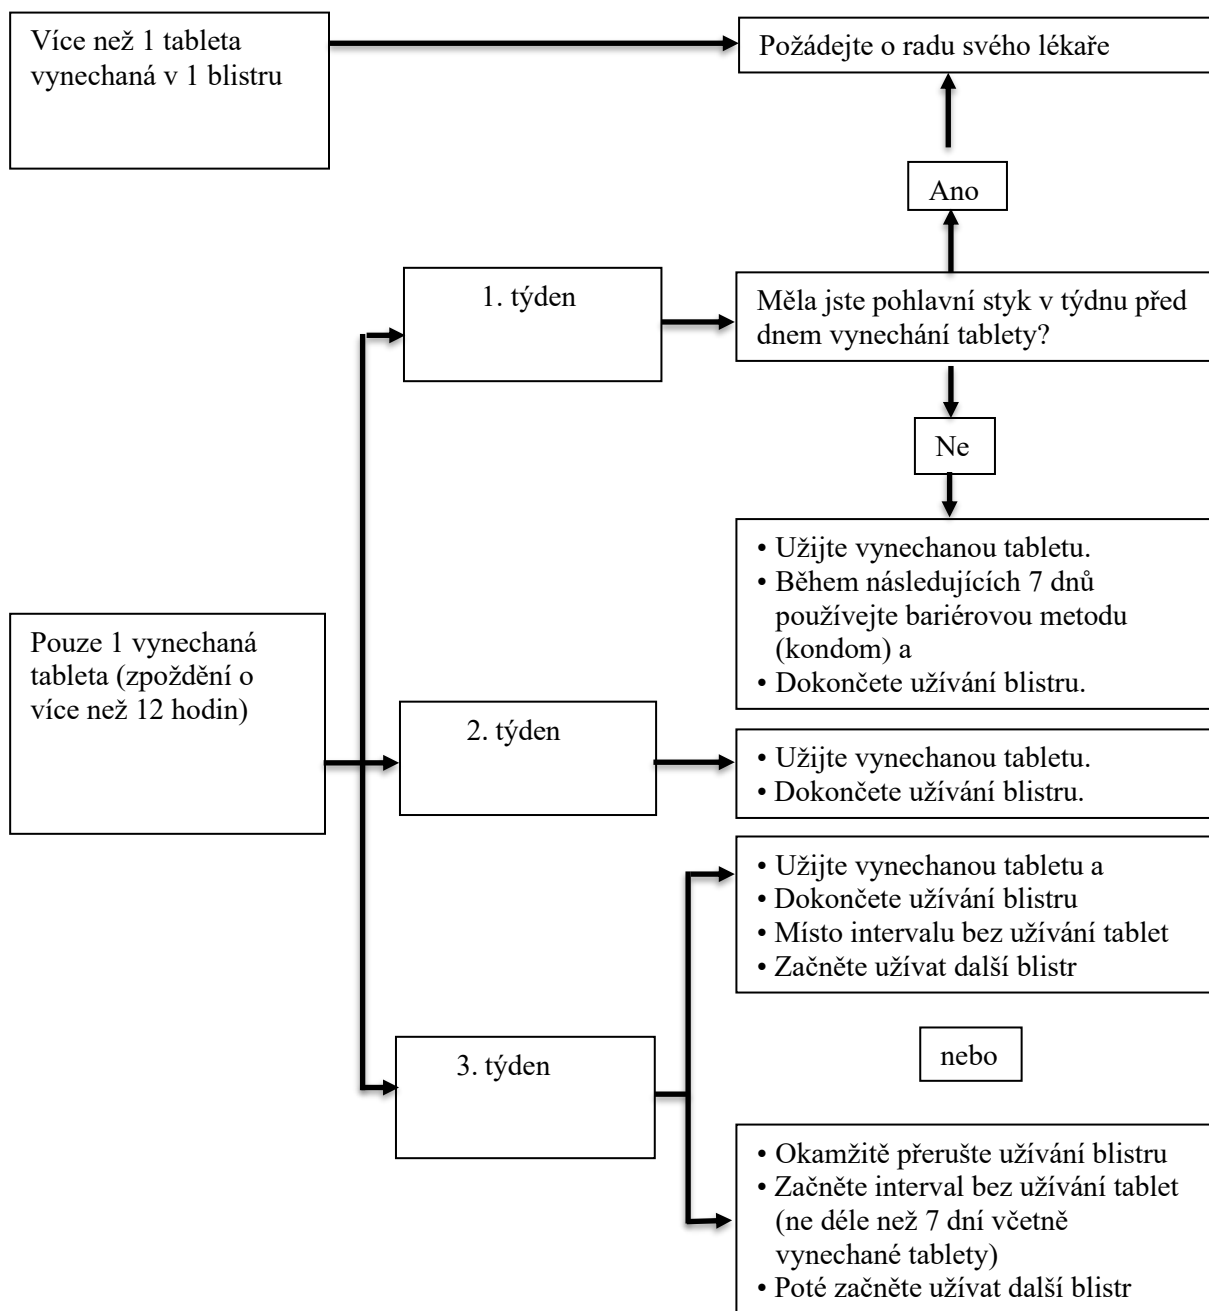 Více než 1 tableta
vynechaná v 1 blistru
Požádejte o radu svého lékaře
Ano
1. týden
Měla jste pohlavní styk v týdnu před
dnem vynechání tablety?
Ne
• Užijte vynechanou tabletu.
• Během následujících 7 dnů
používejte bariérovou metodu
(kondom) a
• Dokončete užívání blistru.
Pouze 1 vynechaná
tableta (zpoždění o
více než 12 hodin)
2. týden
• Užijte vynechanou tabletu.
• Dokončete užívání blistru.
• Užijte vynechanou tabletu a
• Dokončete užívání blistru
• Místo intervalu bez užívání tablet
• Začněte užívat další blistr
3. týden
nebo
• Okamžitě přerušte užívání blistru
• Začněte interval bez užívání tablet
(ne déle než 7 dní včetně
vynechané tablety)
• Poté začněte užívat další blistr